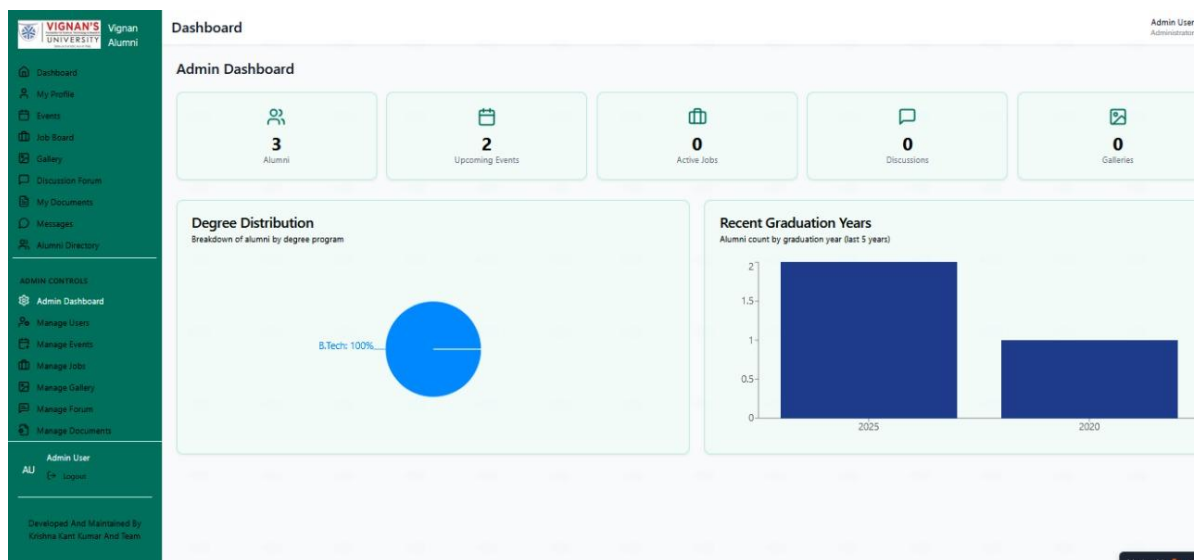 VIGNAN'S
UNIVERSITY
Vignan
Alumni
Dashboard
My Profile
Events
Job Board
Gallery
Discussion Forum
My Documents
Messages
Alumni Directory
ADMIN CONTROLS
Admin Dashboard
Manage Users
Manage Events
Manage Jobs
Manage Gallery
Manage Forum
Manage Documents
AU
Admin User
Logout
Developed And Maintained By
Krishna Kant Kumar And Team
Dashboard
Admin User
Administrator
Admin Dashboard
3
Alumni
2
Upcoming Events
0
Active Jobs
0
Discussions
0
Galleries
Degree Distribution
Breakdown of alumni by degree program
B.Tech: 100%
Recent Graduation Years
Alumni count by graduation year (last 5 years)
2
1.5
1
0.5
0
2025
2020